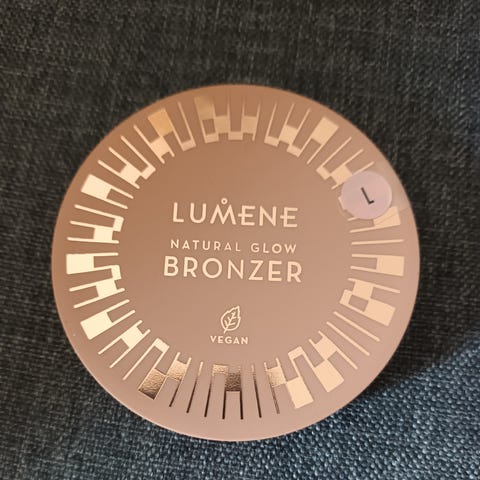 L
LUMENE
NATURAL GLOW
BRONZER
VEGAN